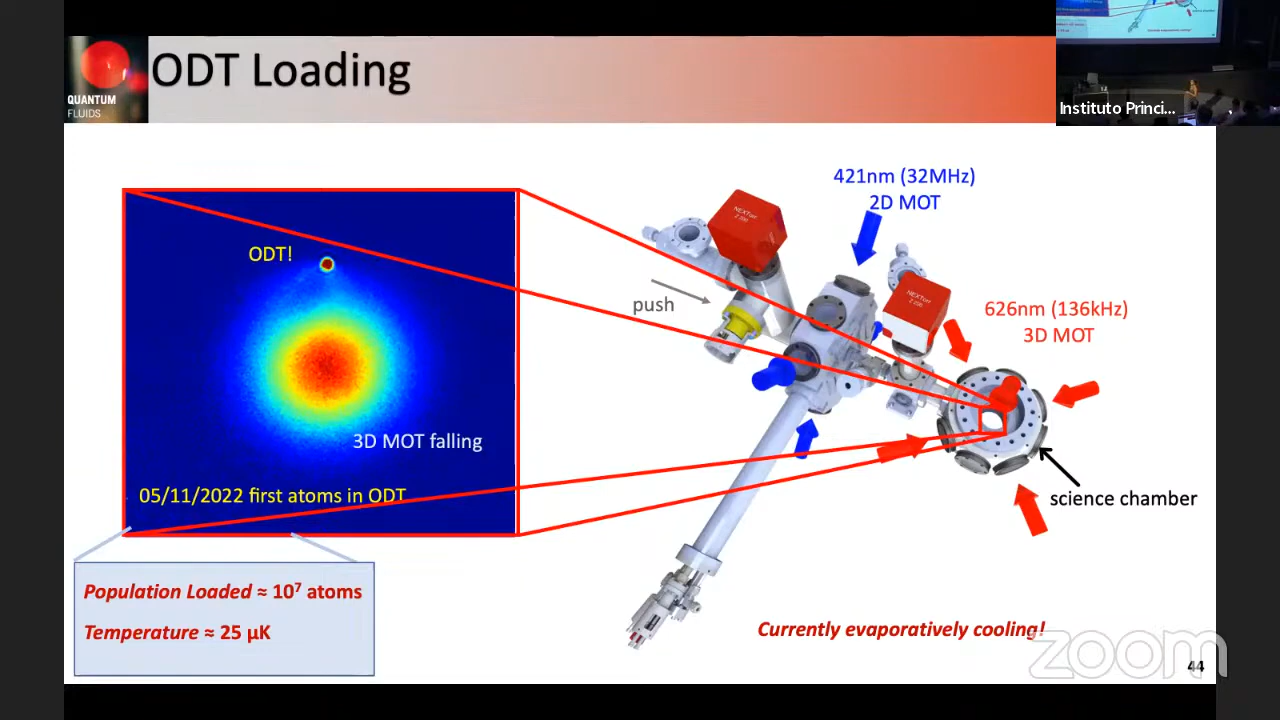 ODT Loading
QUANTUM
FLUIDS
Instituto Princi...
421nm (32MHz)
2D MOT
NEXTorr
push
NEXTorr
626nm (136kHz)
3D MOT
ODT!
3D MOT falling
05/11/2022 first atoms in ODT
science chamber
Population Loaded ≈ 10⁷ atoms
Temperature ≈ 25 µK
Currently evaporatively cooling!
zoom
44